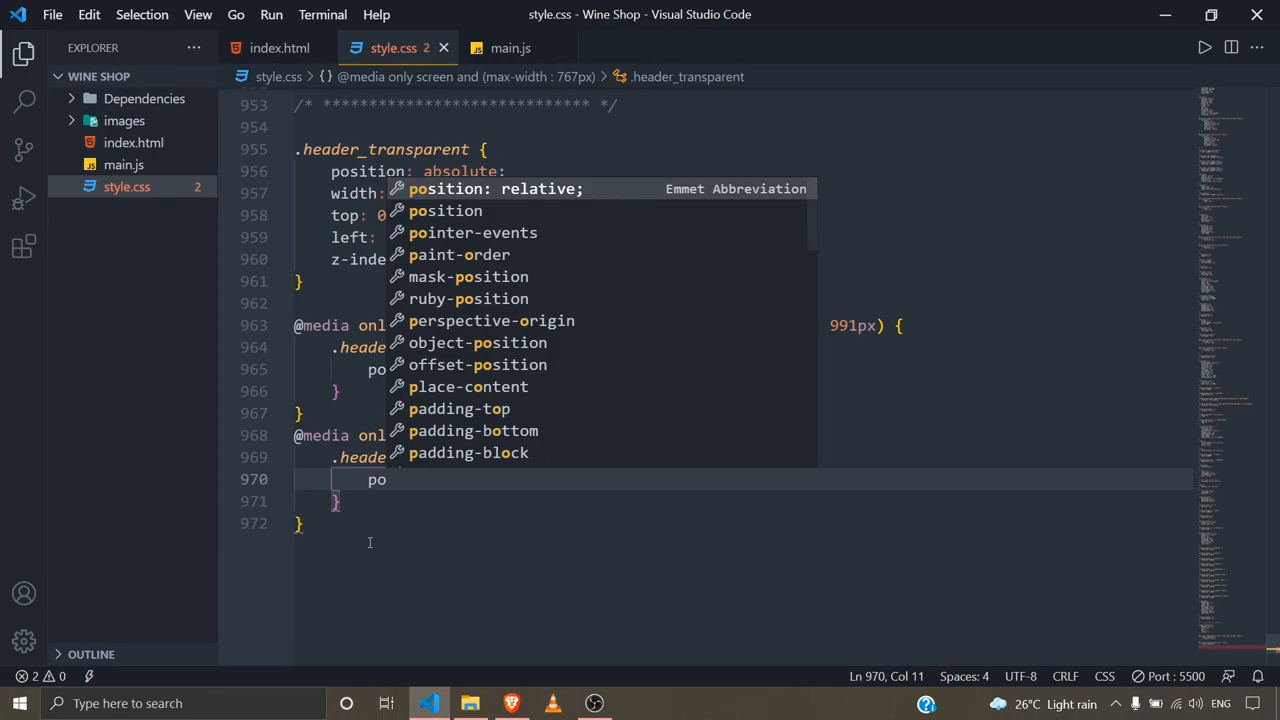 File Edit Selection View Go Run Terminal Help
style.css - Wine Shop - Visual Studio Code
EXPLORER
index.html
style.css 2
main.js
WINE SHOP
style.css > {} @media only screen and (max-width : 767px) > .header_transparent
Dependencies
images
index.html
main.js
style.css 2
953 /* ***************************** */
954
955 .header_transparent {
956 position: absolute;
957 width:
958 top: 0
959 left:
960 z-inde
961 }
962
963 @media onl 991px) {
964 .heade
965 po
966 }
967 }
968 @media onl
969 .heade
970 po
971 }
972 }
position: relative; Emmet Abbreviation
position
pointer-events
paint-order
mask-position
ruby-position
perspective-origin
object-position
offset-position
place-content
padding-top
padding-bottom
padding-block
OUTLINE
2 0
Ln 970, Col 11 Spaces: 4 UTF-8 CRLF CSS Port : 5500
Type here to search
26°C Light rain
ENG